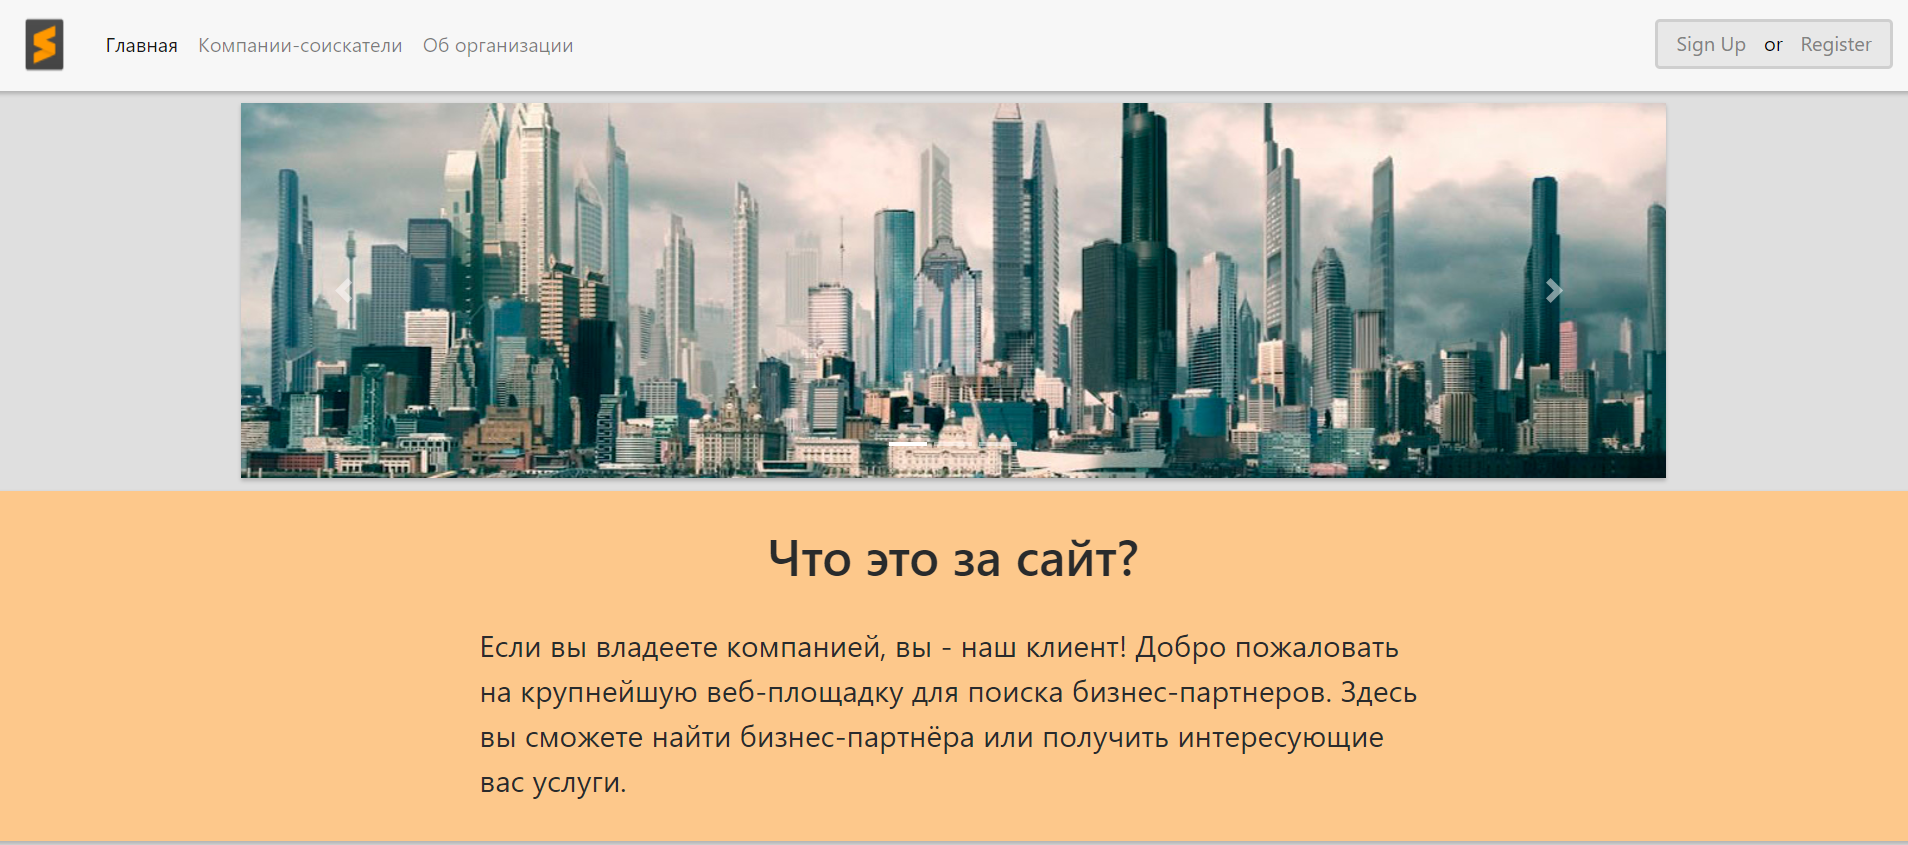 Главная Компании-соискатели Об организации Sign Up or Register
Что это за сайт?
Если вы владеете компанией, вы - наш клиент! Добро пожаловать
на крупнейшую веб-площадку для поиска бизнес-партнеров. Здесь
вы сможете найти бизнес-партнёра или получить интересующие
вас услуги.